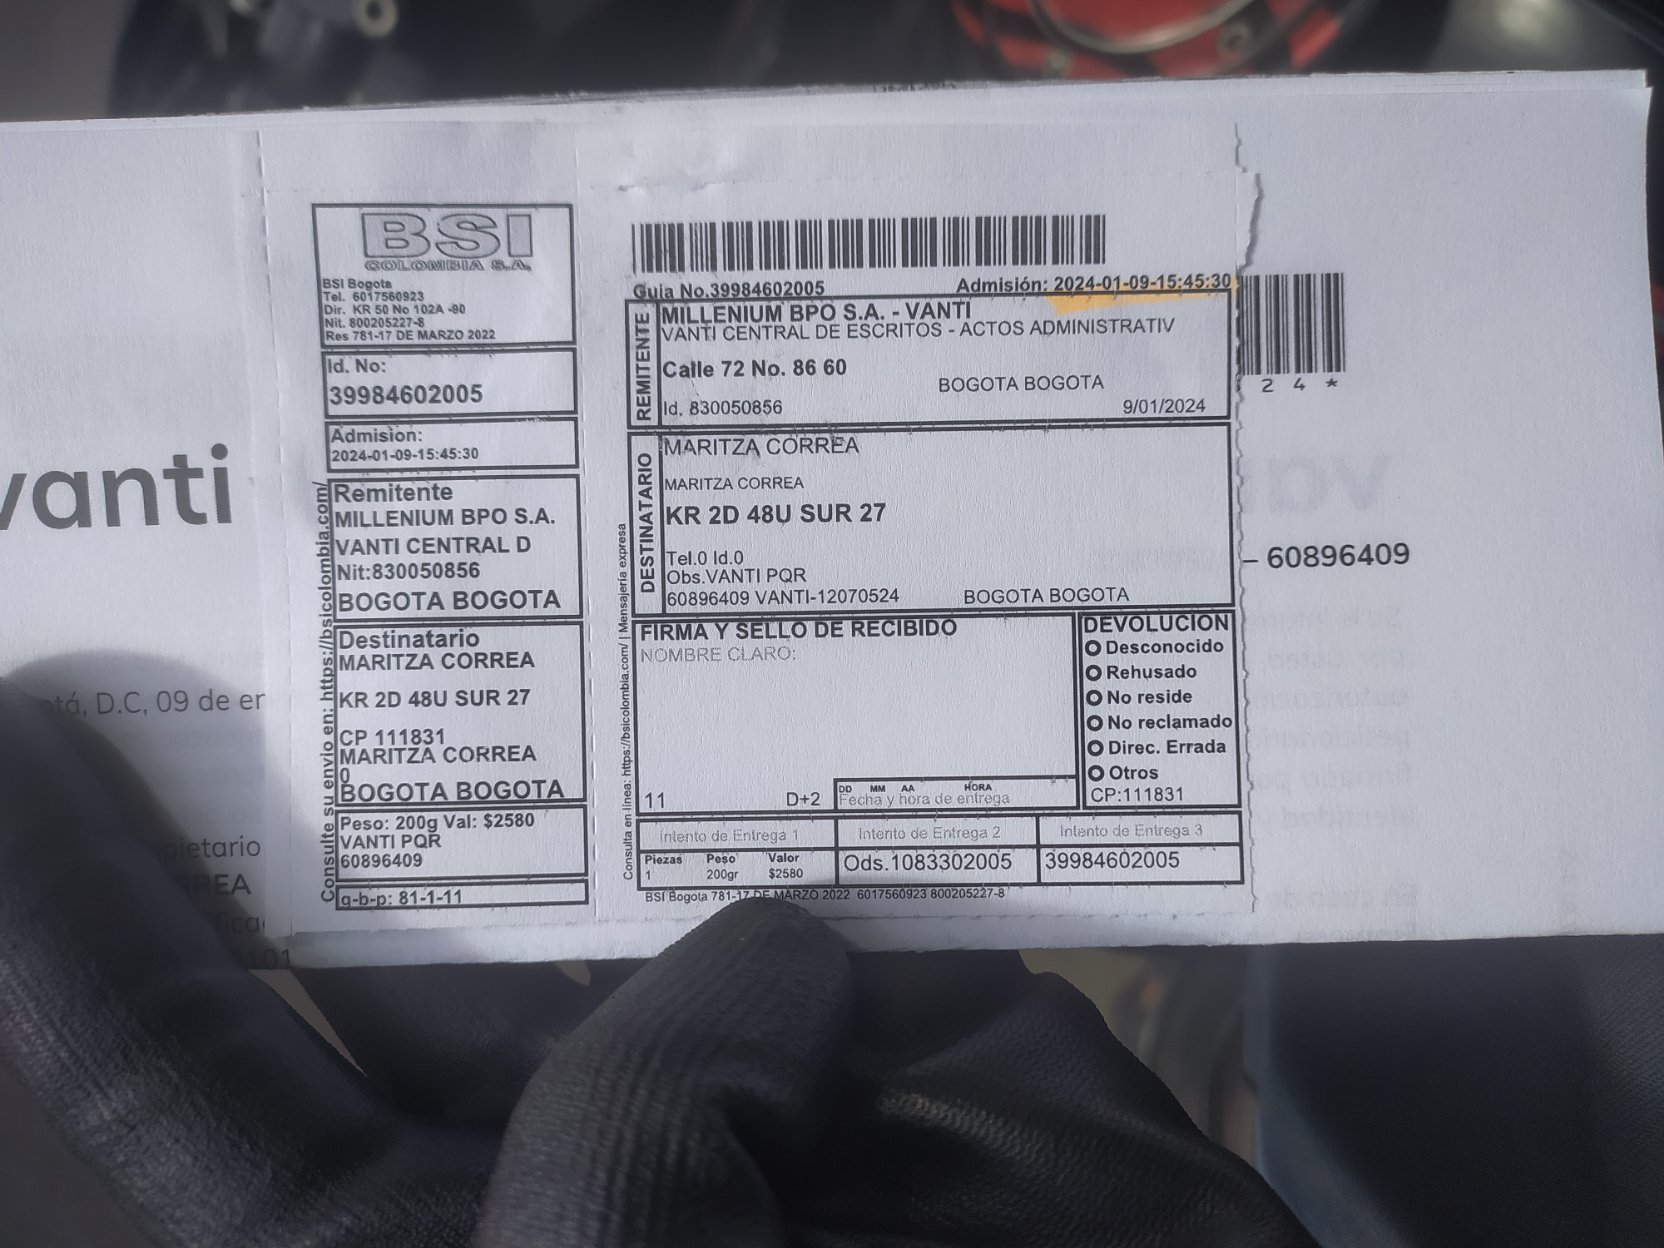 vanti
D.C, 09 de
BSI
COLOMBIA S.A.
BSI Bogota
Tel. 6017560923
Dir. KR 50 No 102A -90
Nit. 800205227-8
Res 781-17 DE MARZO 2022
Id. No:
39984602005
Admision:
2024-01-09-15:45:30
Remitente
MILLENIUM BPO S.A.
VANTI CENTRAL D
Nit:830050856
BOGOTA BOGOTA
Destinatario
MARITZA CORREA
KR 2D 48U SUR 27
CP 111831
MARITZA CORREA
0
BOGOTA BOGOTA
Peso: 200g Val: $2580
VANTI PQR
60896409
q-b-p: 81-1-11
Consulte su envio en: https://bsicolombia.com/
Guia No.39984602005 Admisión: 2024-01-09-15:45:30
REMITENTE
MILLENIUM BPO S.A. - VANTI
VANTI CENTRAL DE ESCRITOS - ACTOS ADMINISTRATIV
Calle 72 No. 86 60
BOGOTA BOGOTA
Id. 830050856 9/01/2024
DESTINATARIO
MARITZA CORREA
MARITZA CORREA
KR 2D 48U SUR 27
Tel.0 Id.0
Obs.VANTI PQR
60896409 VANTI-12070524 BOGOTA BOGOTA
FIRMA Y SELLO DE RECIBIDO
NOMBRE CLARO:
11 D+2
DD MM AA HORA
Fecha y hora de entrega
DEVOLUCION
Desconocido
Rehusado
No reside
No reclamado
Direc. Errada
Otros
CP:111831
Intento de Entrega 1 Intento de Entrega 2 Intento de Entrega 3
Piezas Peso Valor
1 200gr $2580
Ods.1083302005 39984602005
BSI Bogota 781-17 DE MARZO 2022 6017560923 800205227-8
Consulta en linea: https://bsicolombia.com/ | Mensajeria expresa
2 4 *
– 60896409